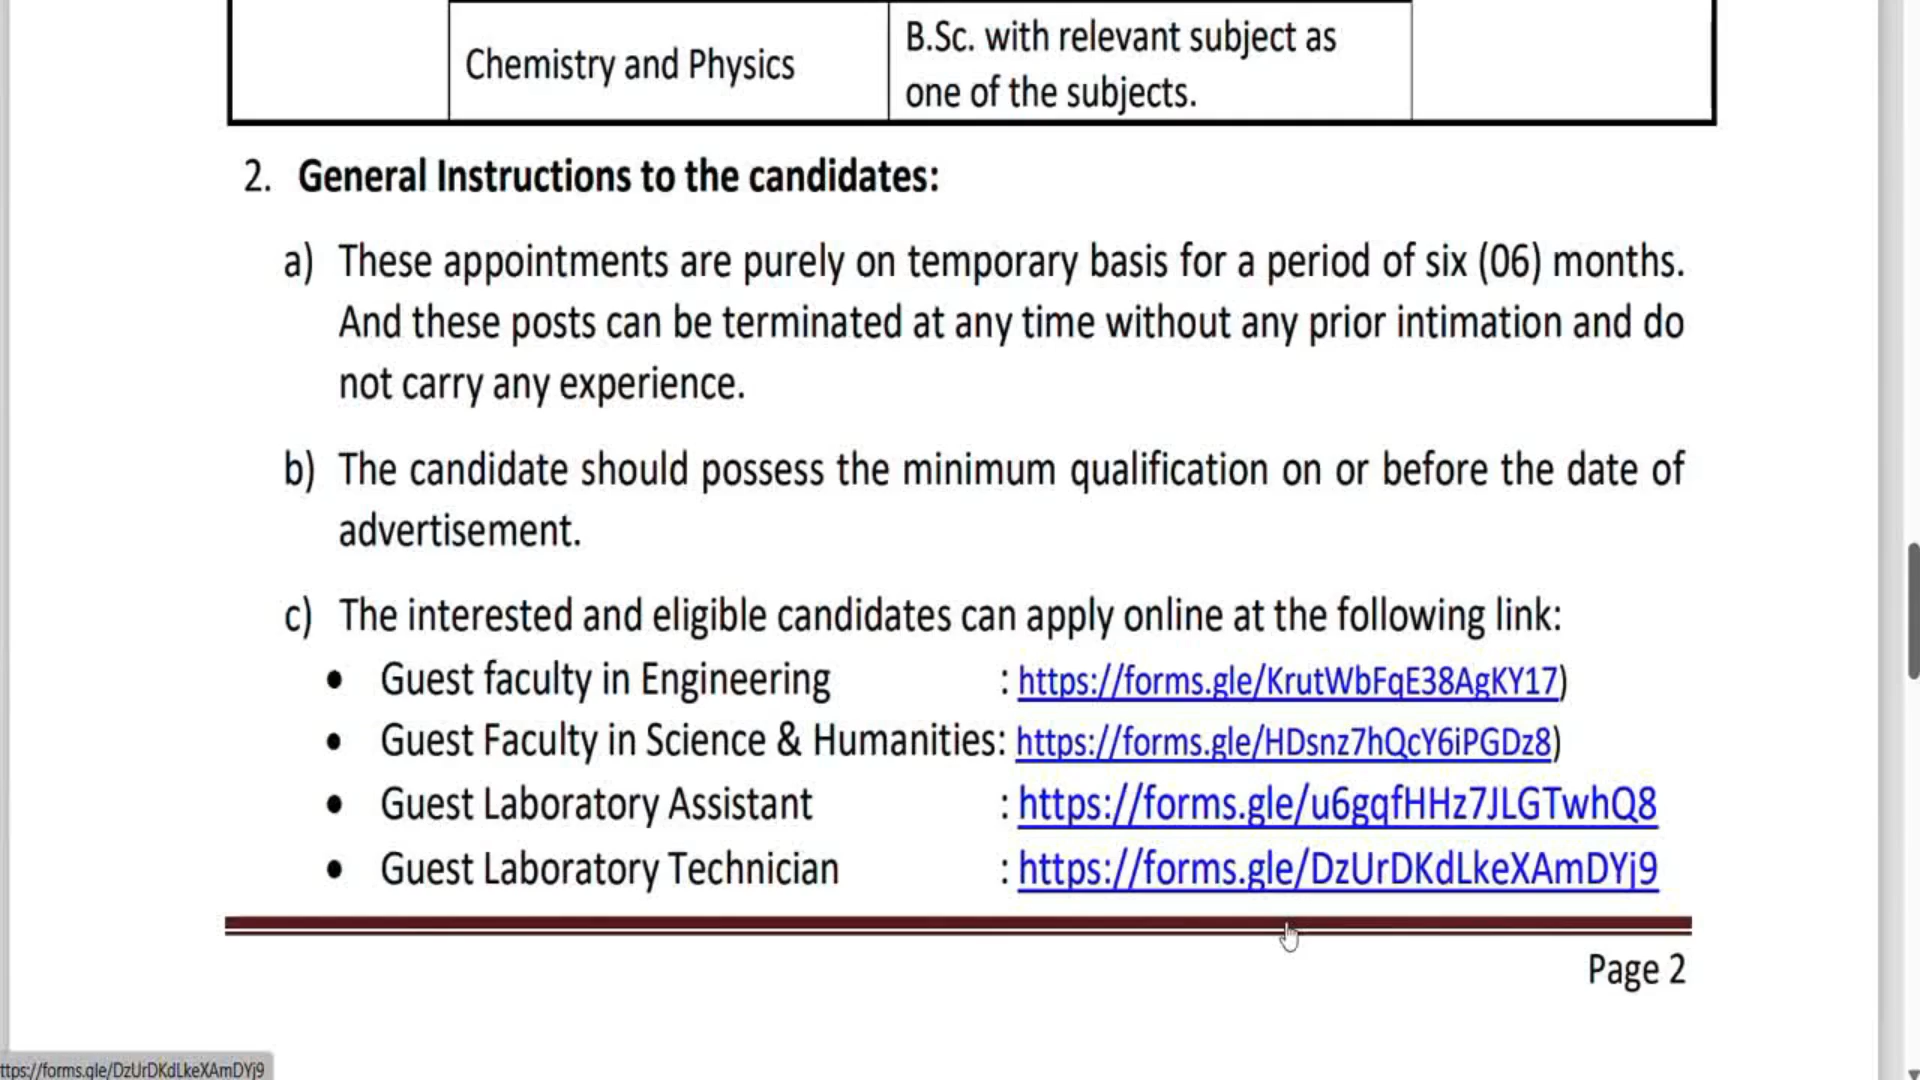 Chemistry and Physics
B.Sc. with relevant subject as
one of the subjects.
2. General Instructions to the candidates:
a) These appointments are purely on temporary basis for a period of six (06) months.
And these posts can be terminated at any time without any prior intimation and do
not carry any experience.
b) The candidate should possess the minimum qualification on or before the date of
advertisement.
c) The interested and eligible candidates can apply online at the following link:
• Guest faculty in Engineering : https://forms.gle/KrutWbFqE38AgKY17)
• Guest Faculty in Science & Humanities: https://forms.gle/HDsnz7hQcY6iPGDz8)
• Guest Laboratory Assistant : https://forms.gle/u6gqfHHz7JLGTwhQ8
• Guest Laboratory Technician : https://forms.gle/DzUrDKdLkeXAmDYj9
Page 2
ttps://forms.gle/DzUrDKdLkeXAmDYj9